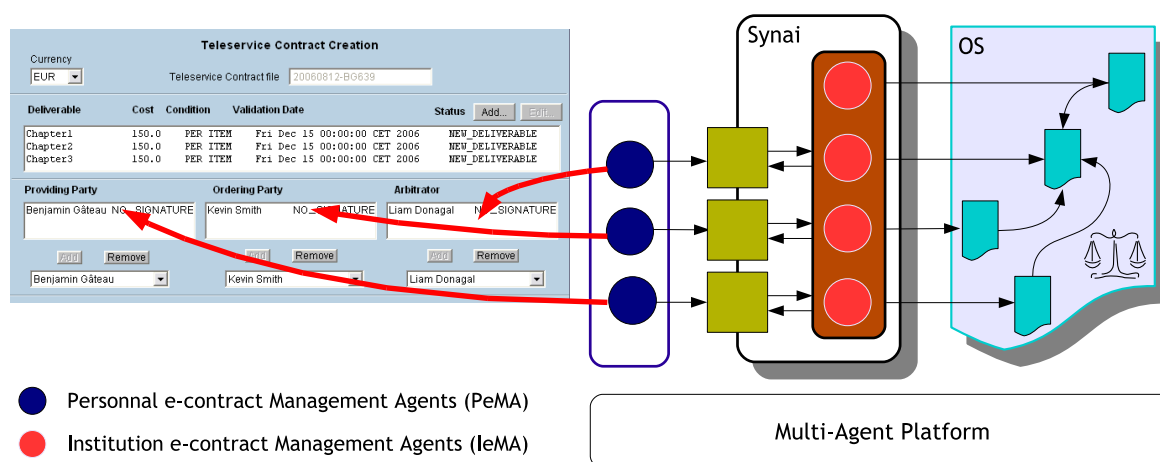 Teleservice Contract Creation
Currency
EUR
Teleservice Contract file 20060812-BG639
Deliverable Cost Condition Validation Date Status Add... Edit...
Chapter1 150.0 PER ITEM Fri Dec 15 00:00:00 CET 2006 NEW_DELIVERABLE
Chapter2 150.0 PER ITEM Fri Dec 15 00:00:00 CET 2006 NEW_DELIVERABLE
Chapter3 150.0 PER ITEM Fri Dec 15 00:00:00 CET 2006 NEW_DELIVERABLE
Providing Party Ordering Party Arbitrator
Benjamin Gâteau NO_SIGNATURE Kevin Smith NO_SIGNATURE Liam Donagal NO_SIGNATURE
Add Remove Add Remove Add Remove
Benjamin Gâteau Kevin Smith Liam Donagal
Synai
OS
Personnal e-contract Management Agents (PeMA)
Institution e-contract Management Agents (IeMA)
Multi-Agent Platform